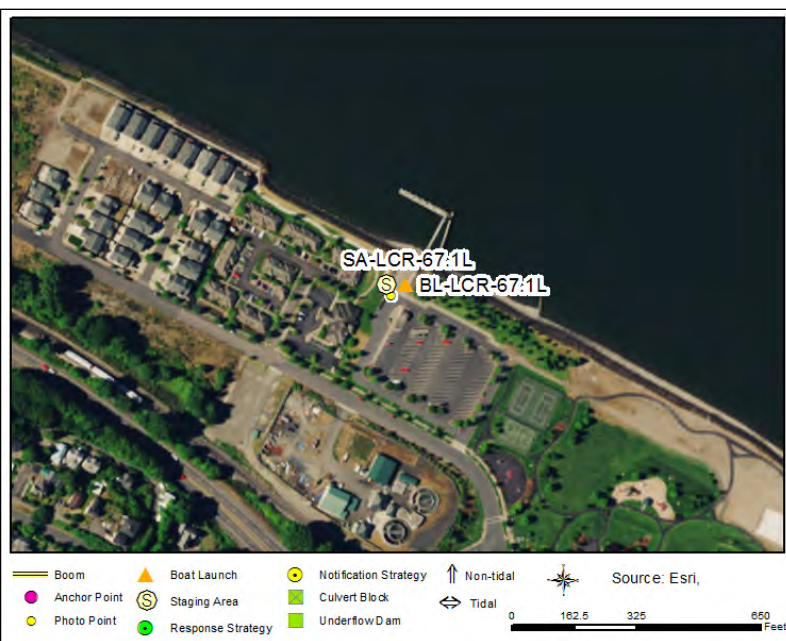 SA-LCR-67.1L
S BL-LCR-67.1L
Boom Boat Launch Notification Strategy Non-tidal Source: Esri,
Anchor Point S Staging Area Culvert Block Tidal
Photo Point Response Strategy Underflow Dam 0 162.5 325 650
Feet